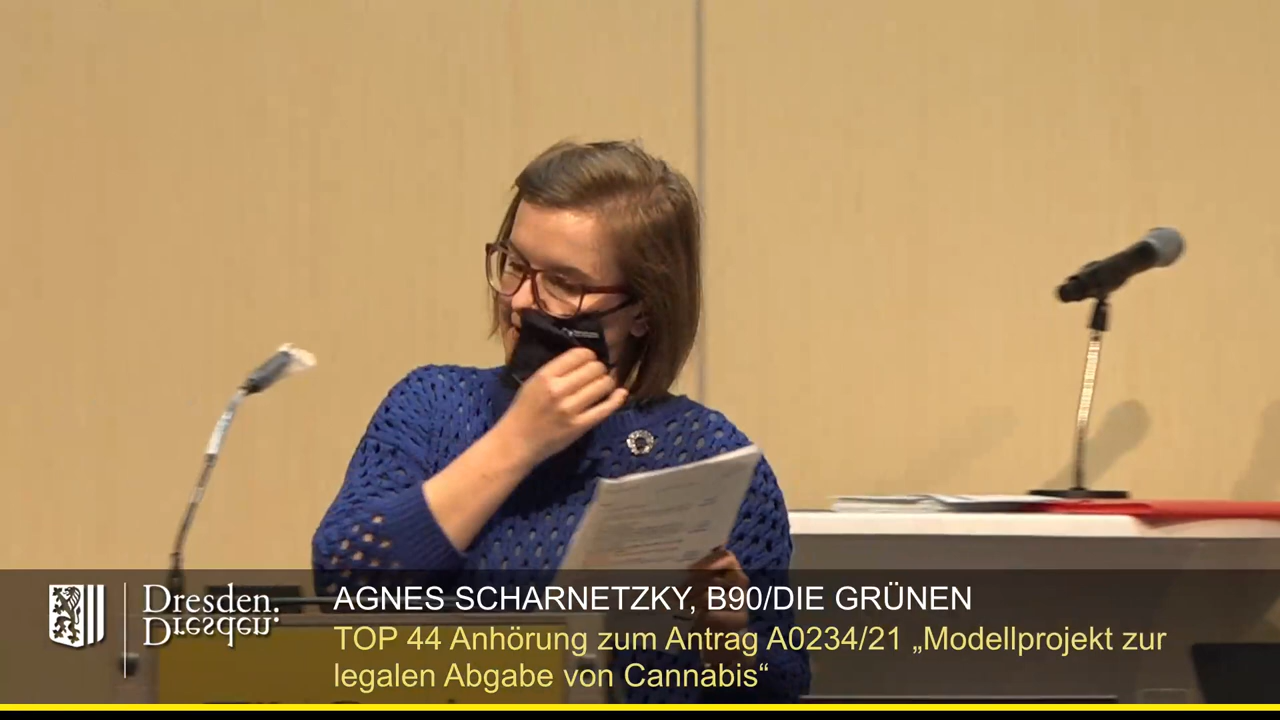 Dresden.
Dresden.
AGNES SCHARNETZKY, B90/DIE GRÜNEN
TOP 44 Anhörung zum Antrag A0234/21 „Modellprojekt zur
legalen Abgabe von Cannabis“